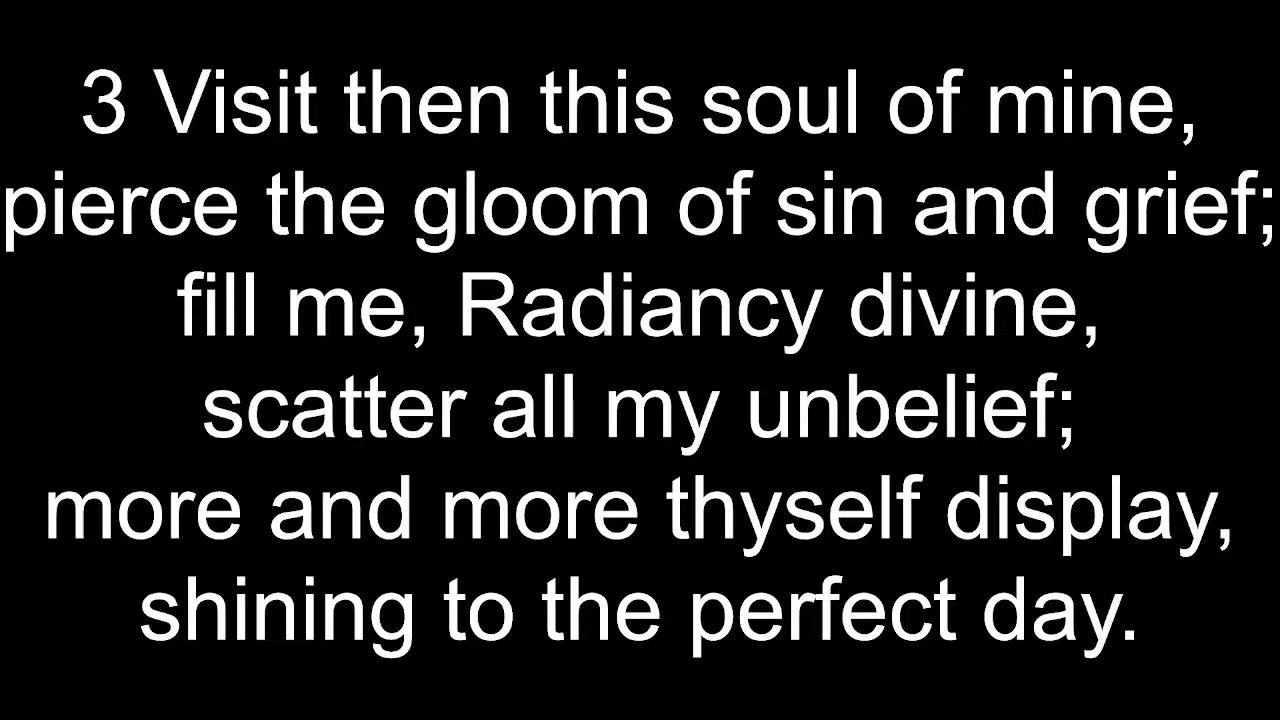 3 Visit then this soul of mine,
pierce the gloom of sin and grief;
fill me, Radiancy divine,
scatter all my unbelief;
more and more thyself display,
shining to the perfect day.